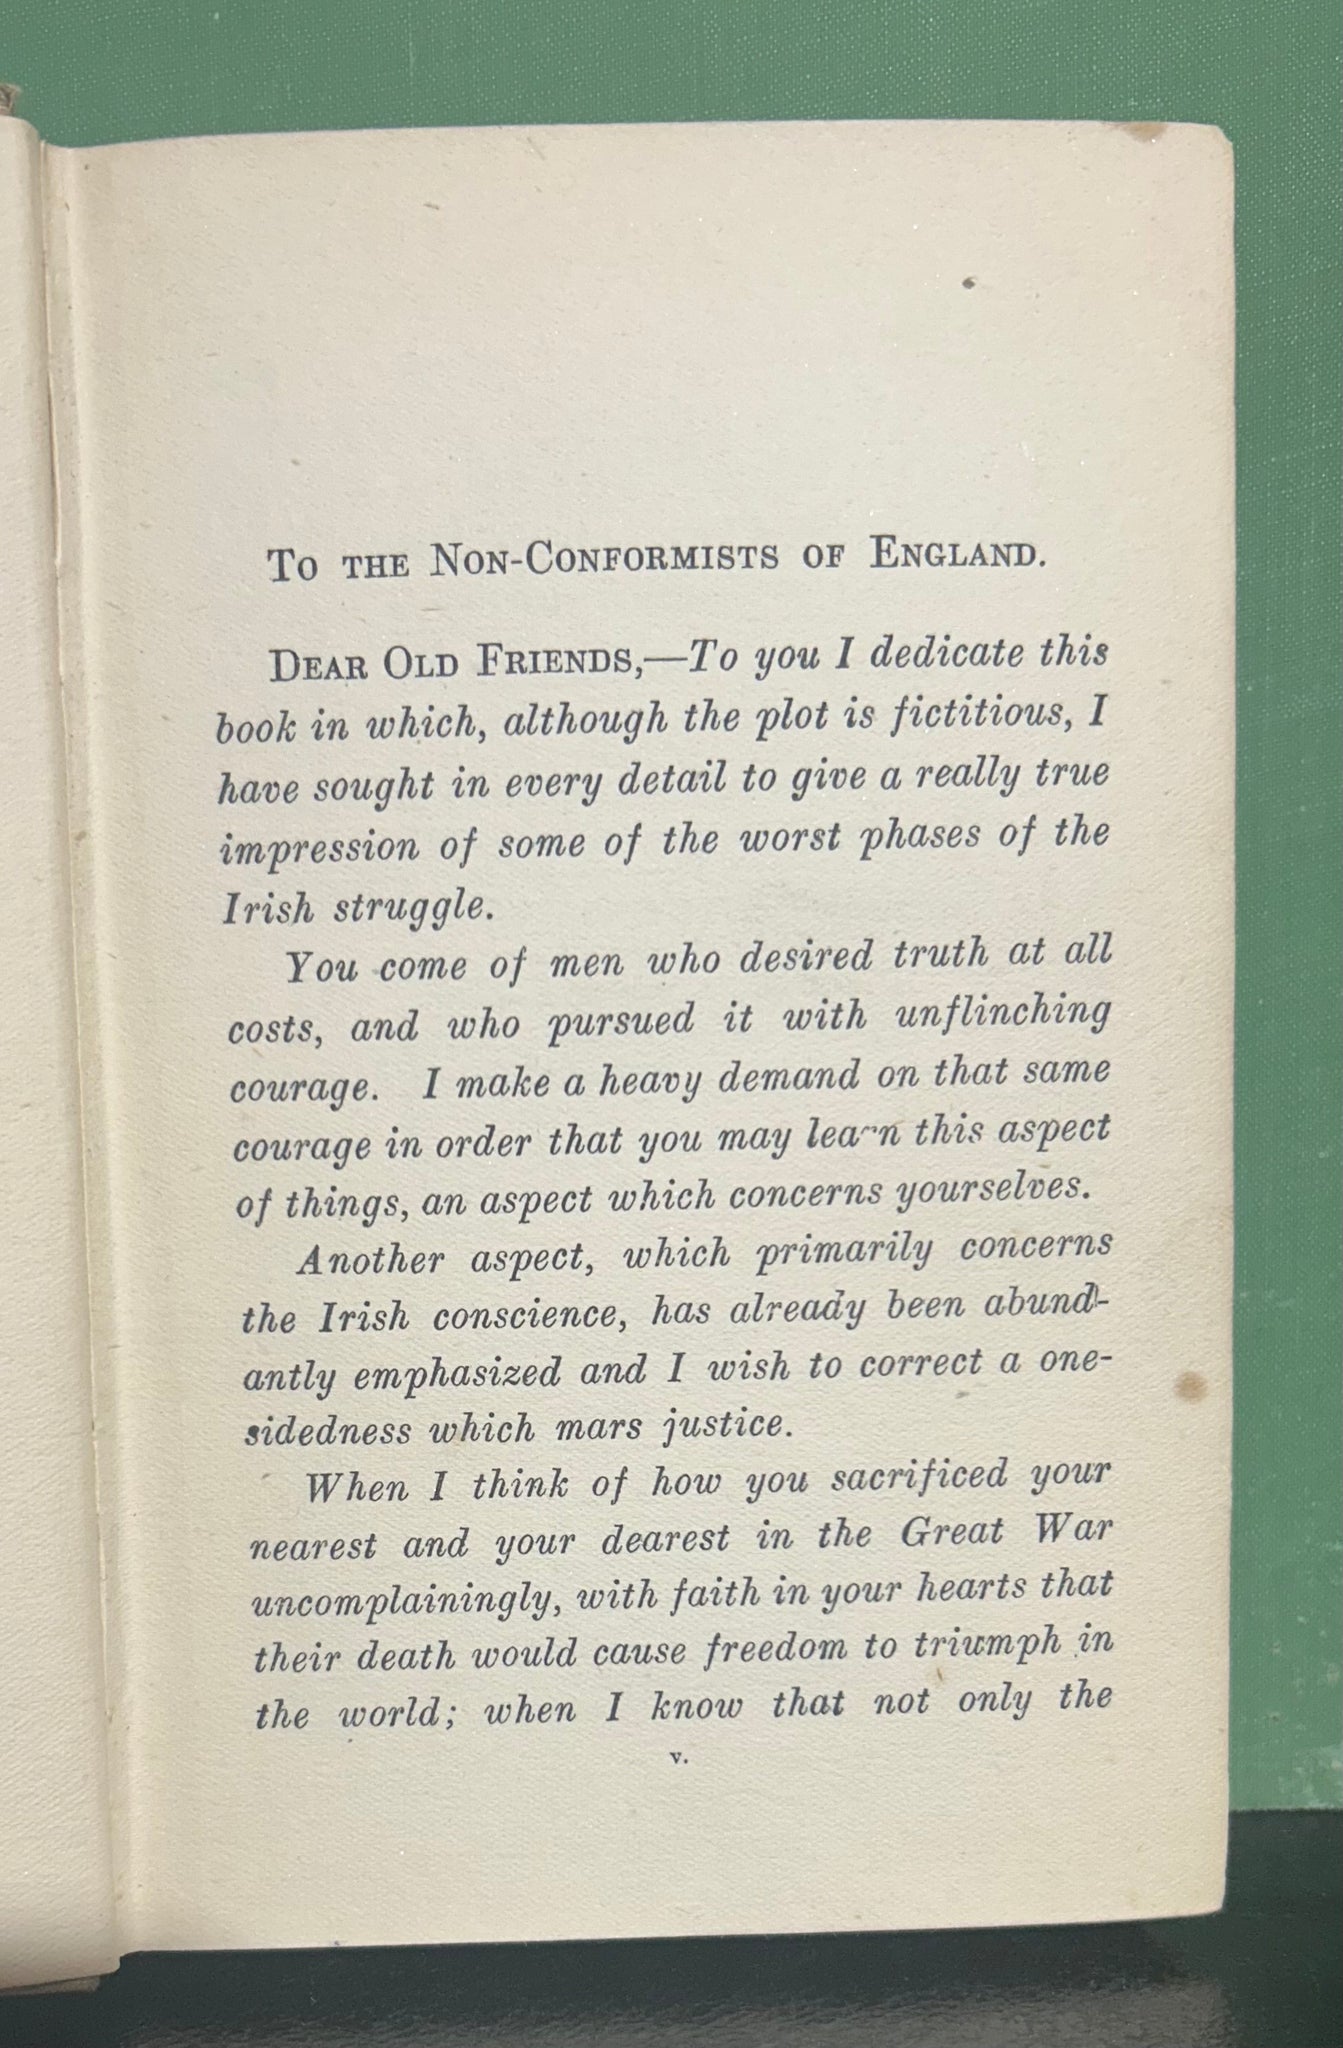 To the Non-Conformists of England.
Dear Old Friends,—To you I dedicate this
book in which, although the plot is fictitious, I
have sought in every detail to give a really true
impression of some of the worst phases of the
Irish struggle.
You come of men who desired truth at all
costs, and who pursued it with unflinching
courage. I make a heavy demand on that same
courage in order that you may learn this aspect
of things, an aspect which concerns yourselves.
Another aspect, which primarily concerns
the Irish conscience, has already been abund-
antly emphasized and I wish to correct a one-
sidedness which mars justice.
When I think of how you sacrificed your
nearest and your dearest in the Great War
uncomplainingly, with faith in your hearts that
their death would cause freedom to triumph in
the world; when I know that not only the
v.